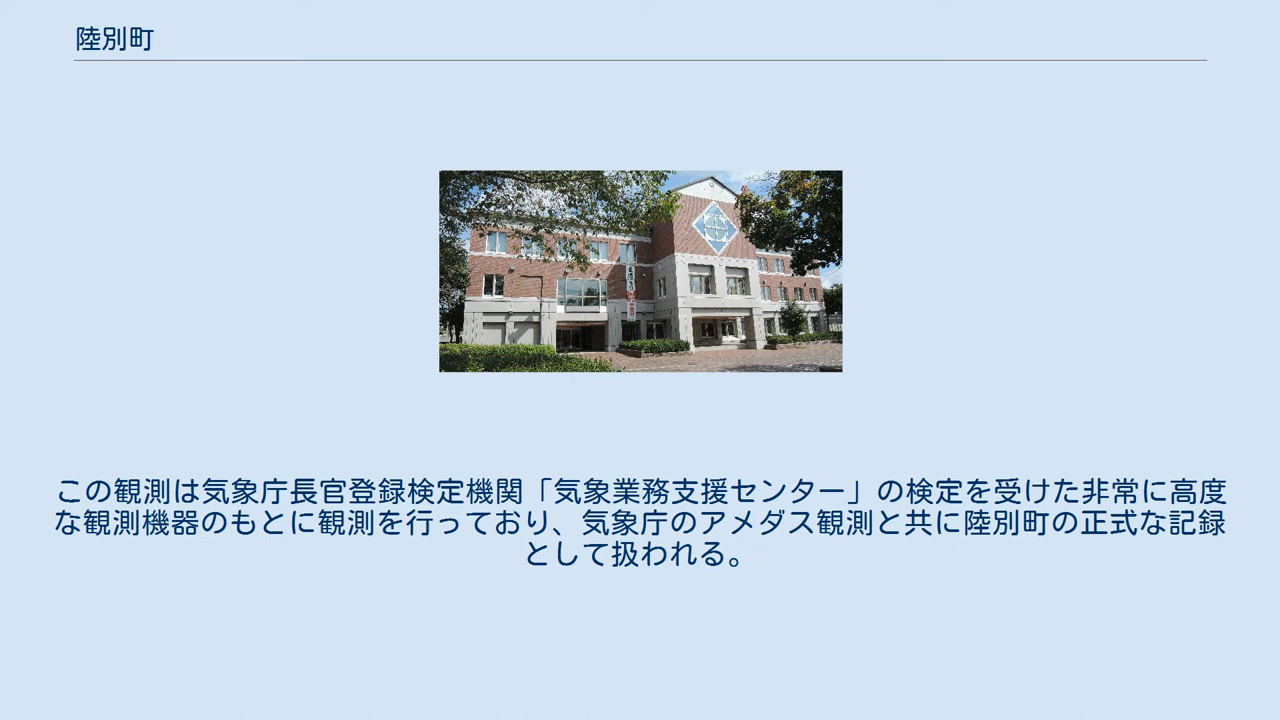 陸別町
この観測は気象庁長官登録検定機関「気象業務支援センター」の検定を受けた非常に高度
な観測機器のもとに観測を行っており、気象庁のアメダス観測と共に陸別町の正式な記録
として扱われる。